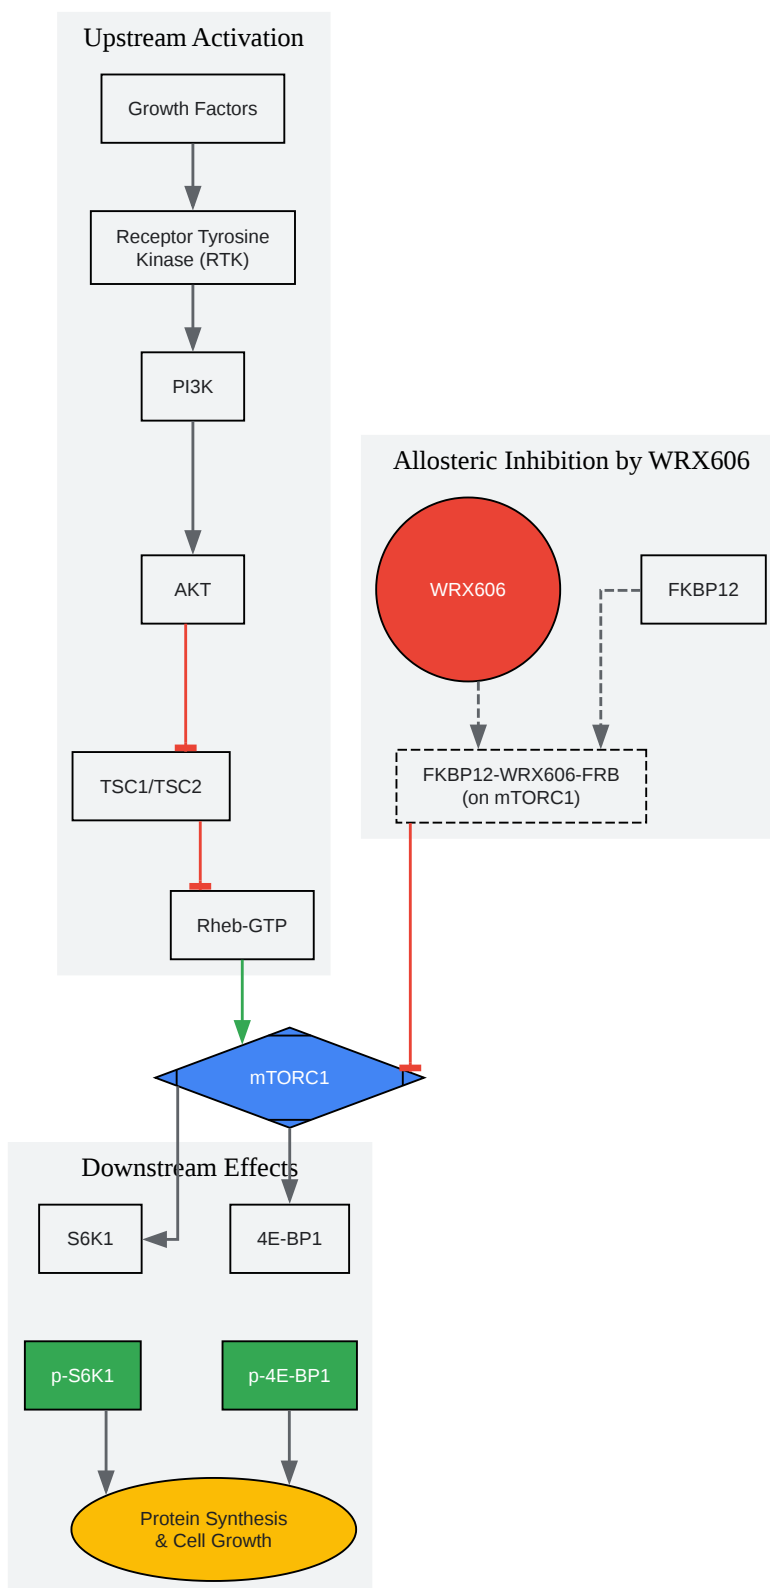 Upstream Activation
Growth Factors
Receptor Tyrosine
Kinase (RTK)
PI3K
AKT
TSC1/TSC2
Rheb-GTP
Allosteric Inhibition by WRX606
WRX606
FKBP12
FKBP12-WRX606-FRB
(on mTORC1)
mTORC1
Downstream Effects
S6K1
4E-BP1
p-S6K1
p-4E-BP1
Protein Synthesis
& Cell Growth